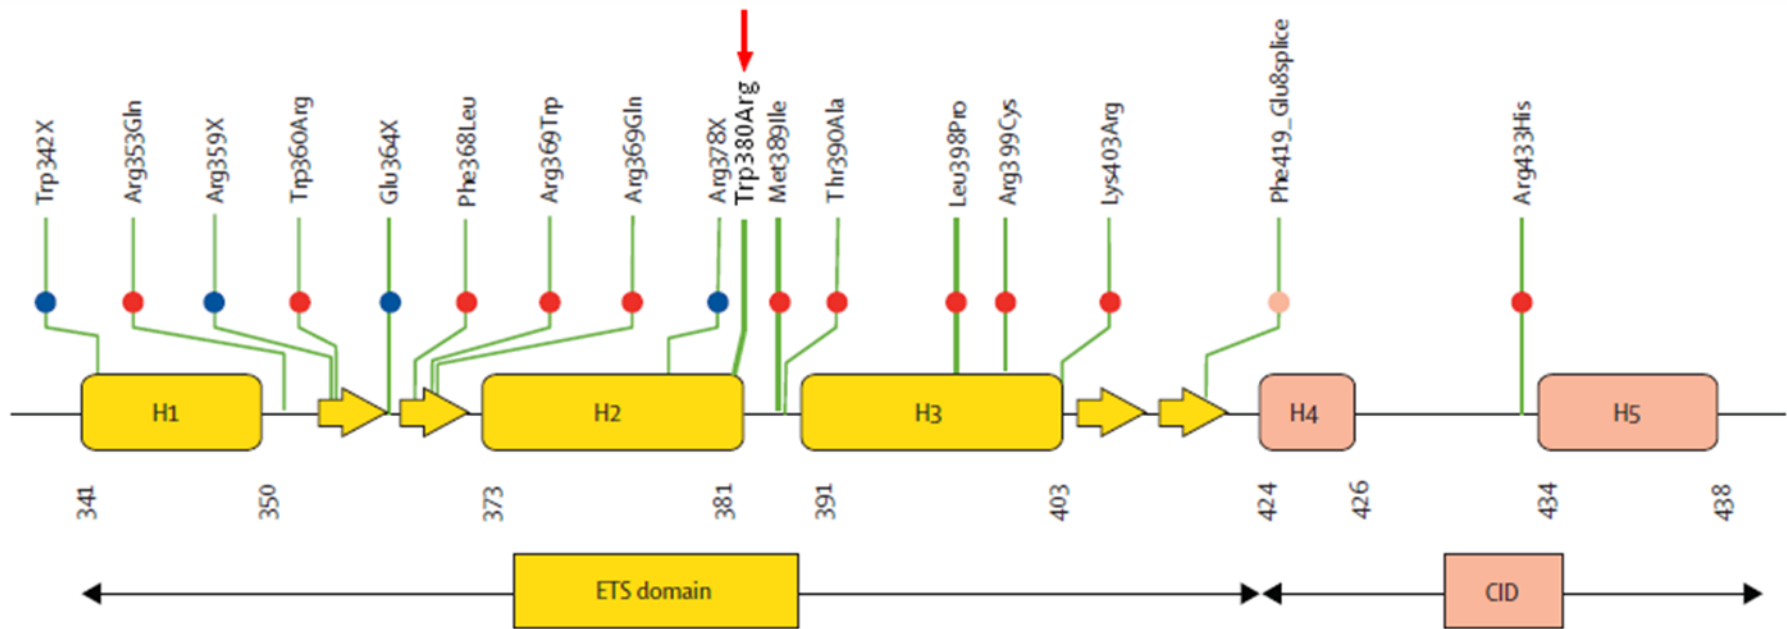 Trp342X
Arg353Gln
Arg359X
Trp360Arg
Glu364X
Phe368Leu
Arg369Trp
Arg369Gln
Arg378X
Trp380Arg
Met389Ile
Thr390Ala
Leu398Pro
Arg399Cys
Lys403Arg
Phe419_Glu8splice
Arg433His
H1
H2
H3
H4
H5
341
350
373
381
391
403
424
426
434
438
ETS domain
CID